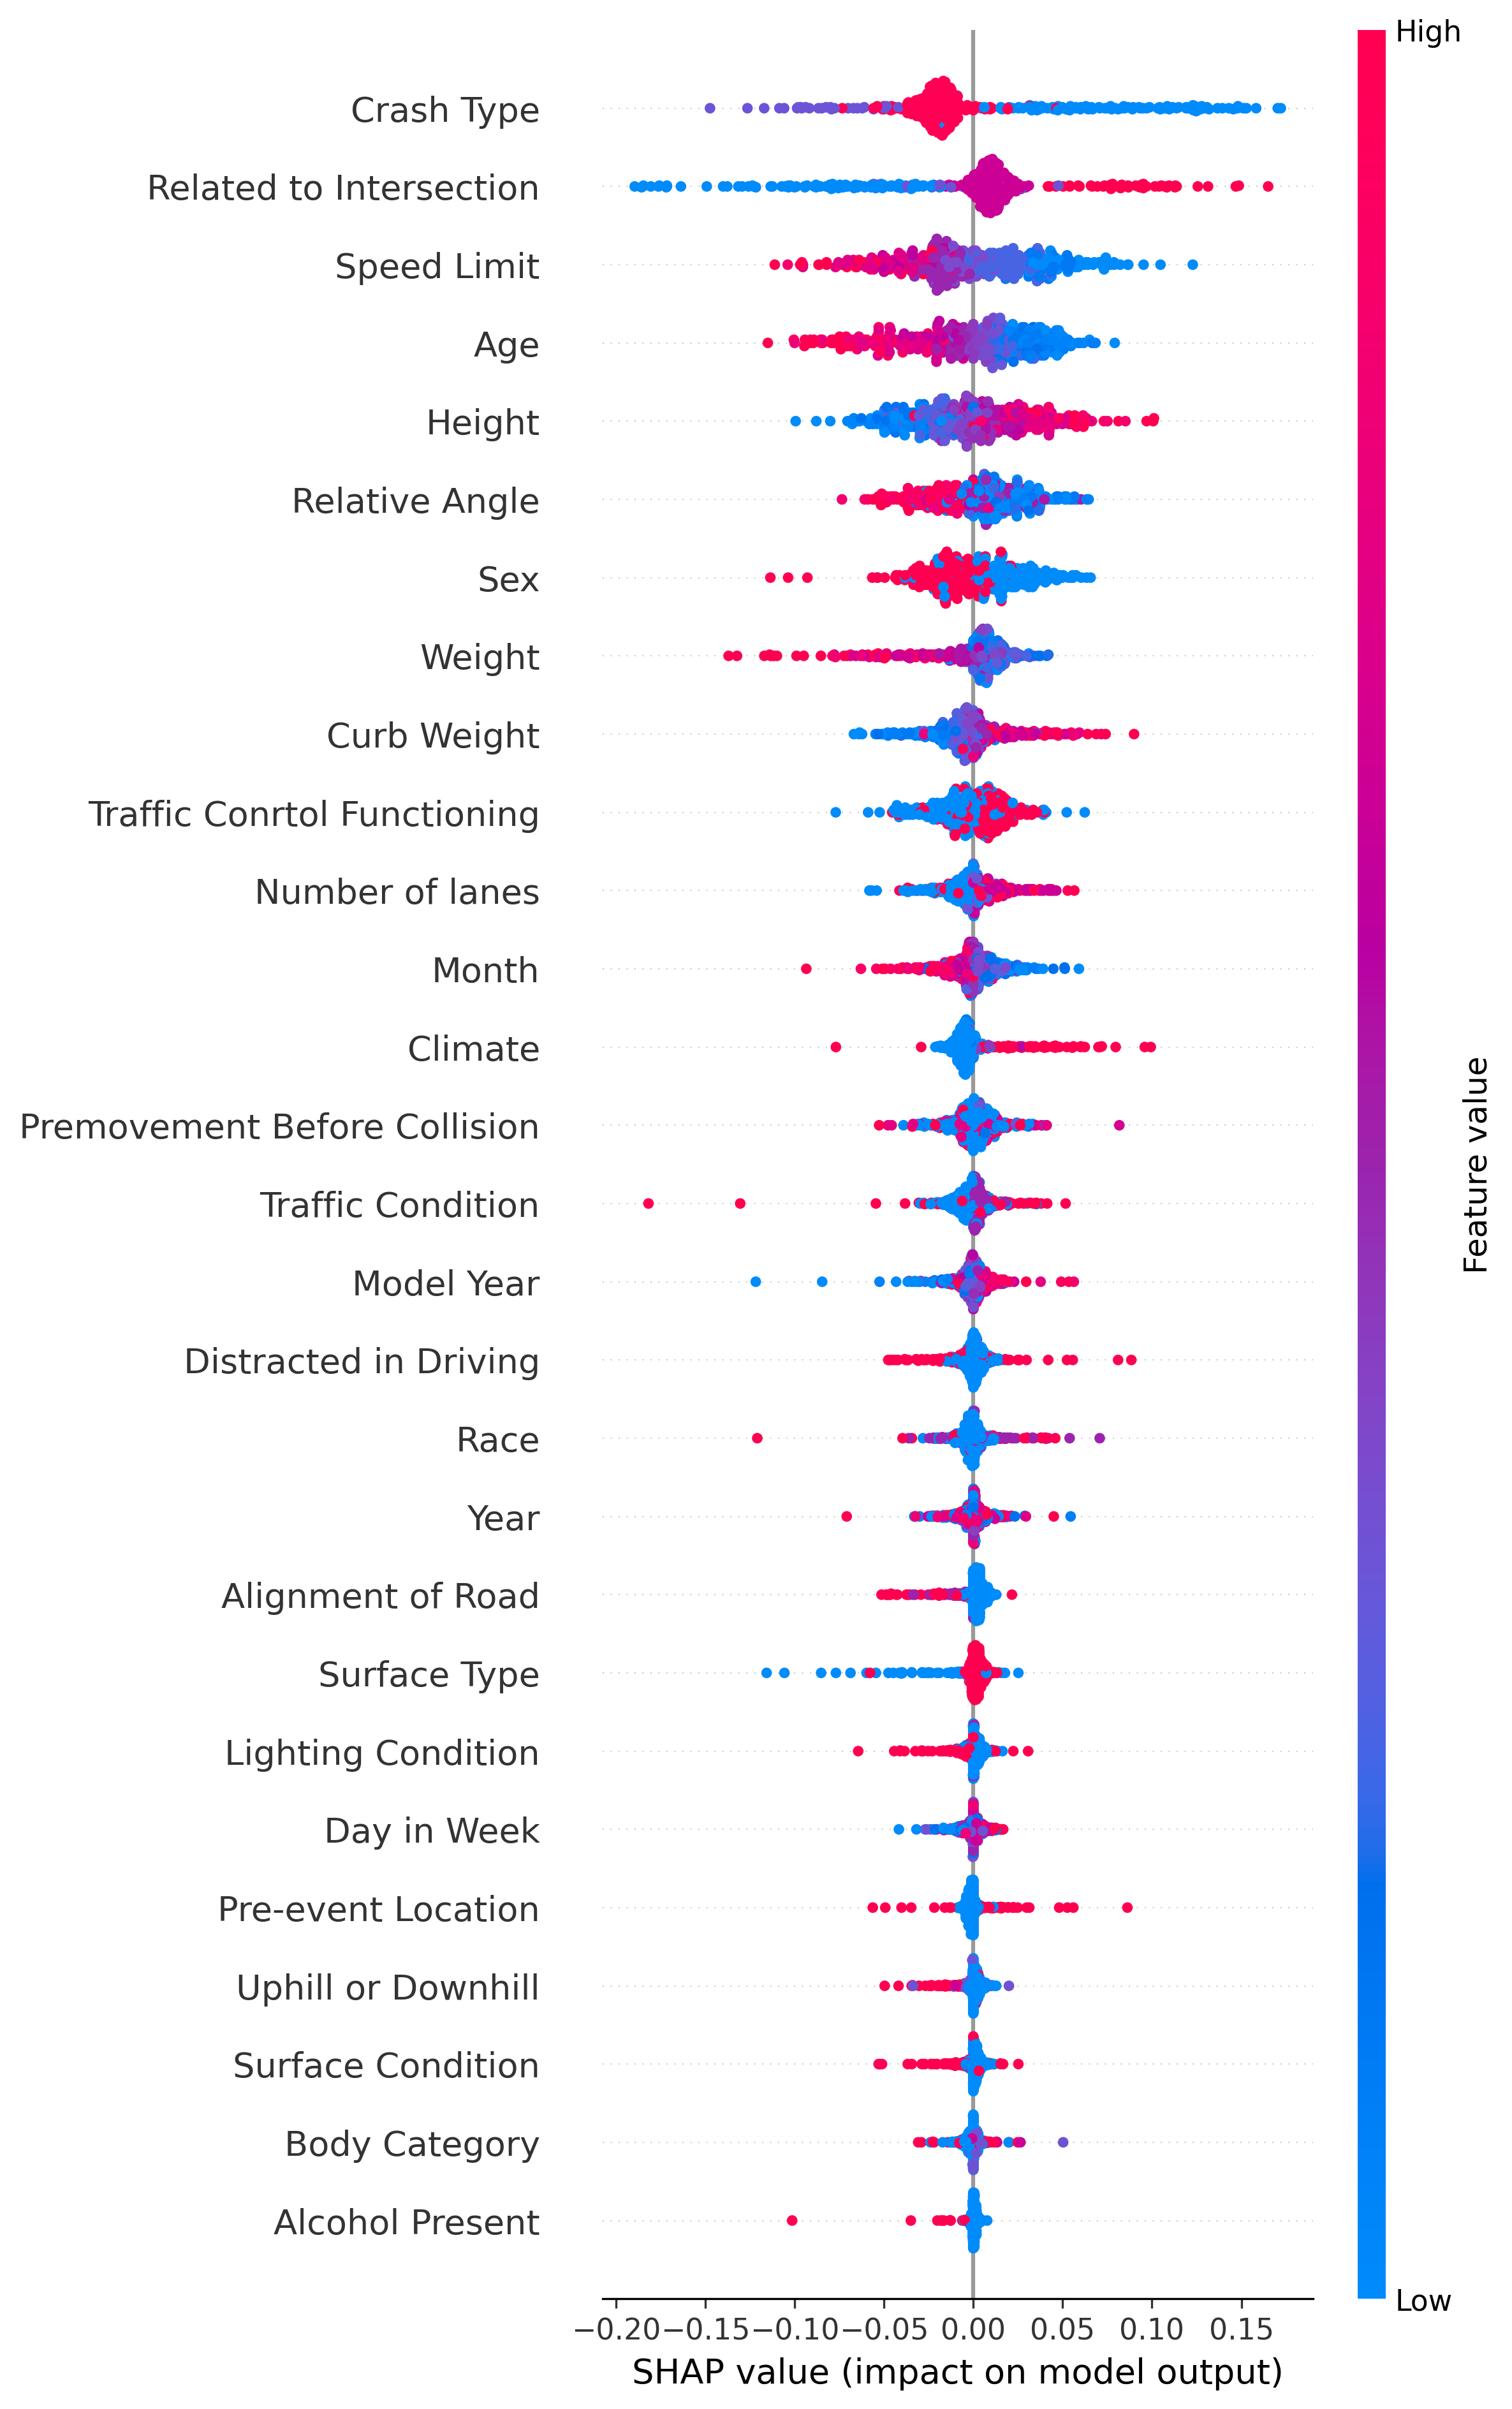 High
Crash Type
Related to Intersection
Speed Limit
Age
Height
Relative Angle
Sex
Weight
Curb Weight
Traffic Conrtol Functioning
Number of lanes
Month
Climate
Premovement Before Collision
Traffic Condition
Model Year
Distracted in Driving
Race
Year
Alignment of Road
Surface Type
Lighting Condition
Day in Week
Pre-event Location
Uphill or Downhill
Surface Condition
Body Category
Alcohol Present
Feature value
Low
−0.20 −0.15 −0.10 −0.05 0.00 0.05 0.10 0.15
SHAP value (impact on model output)